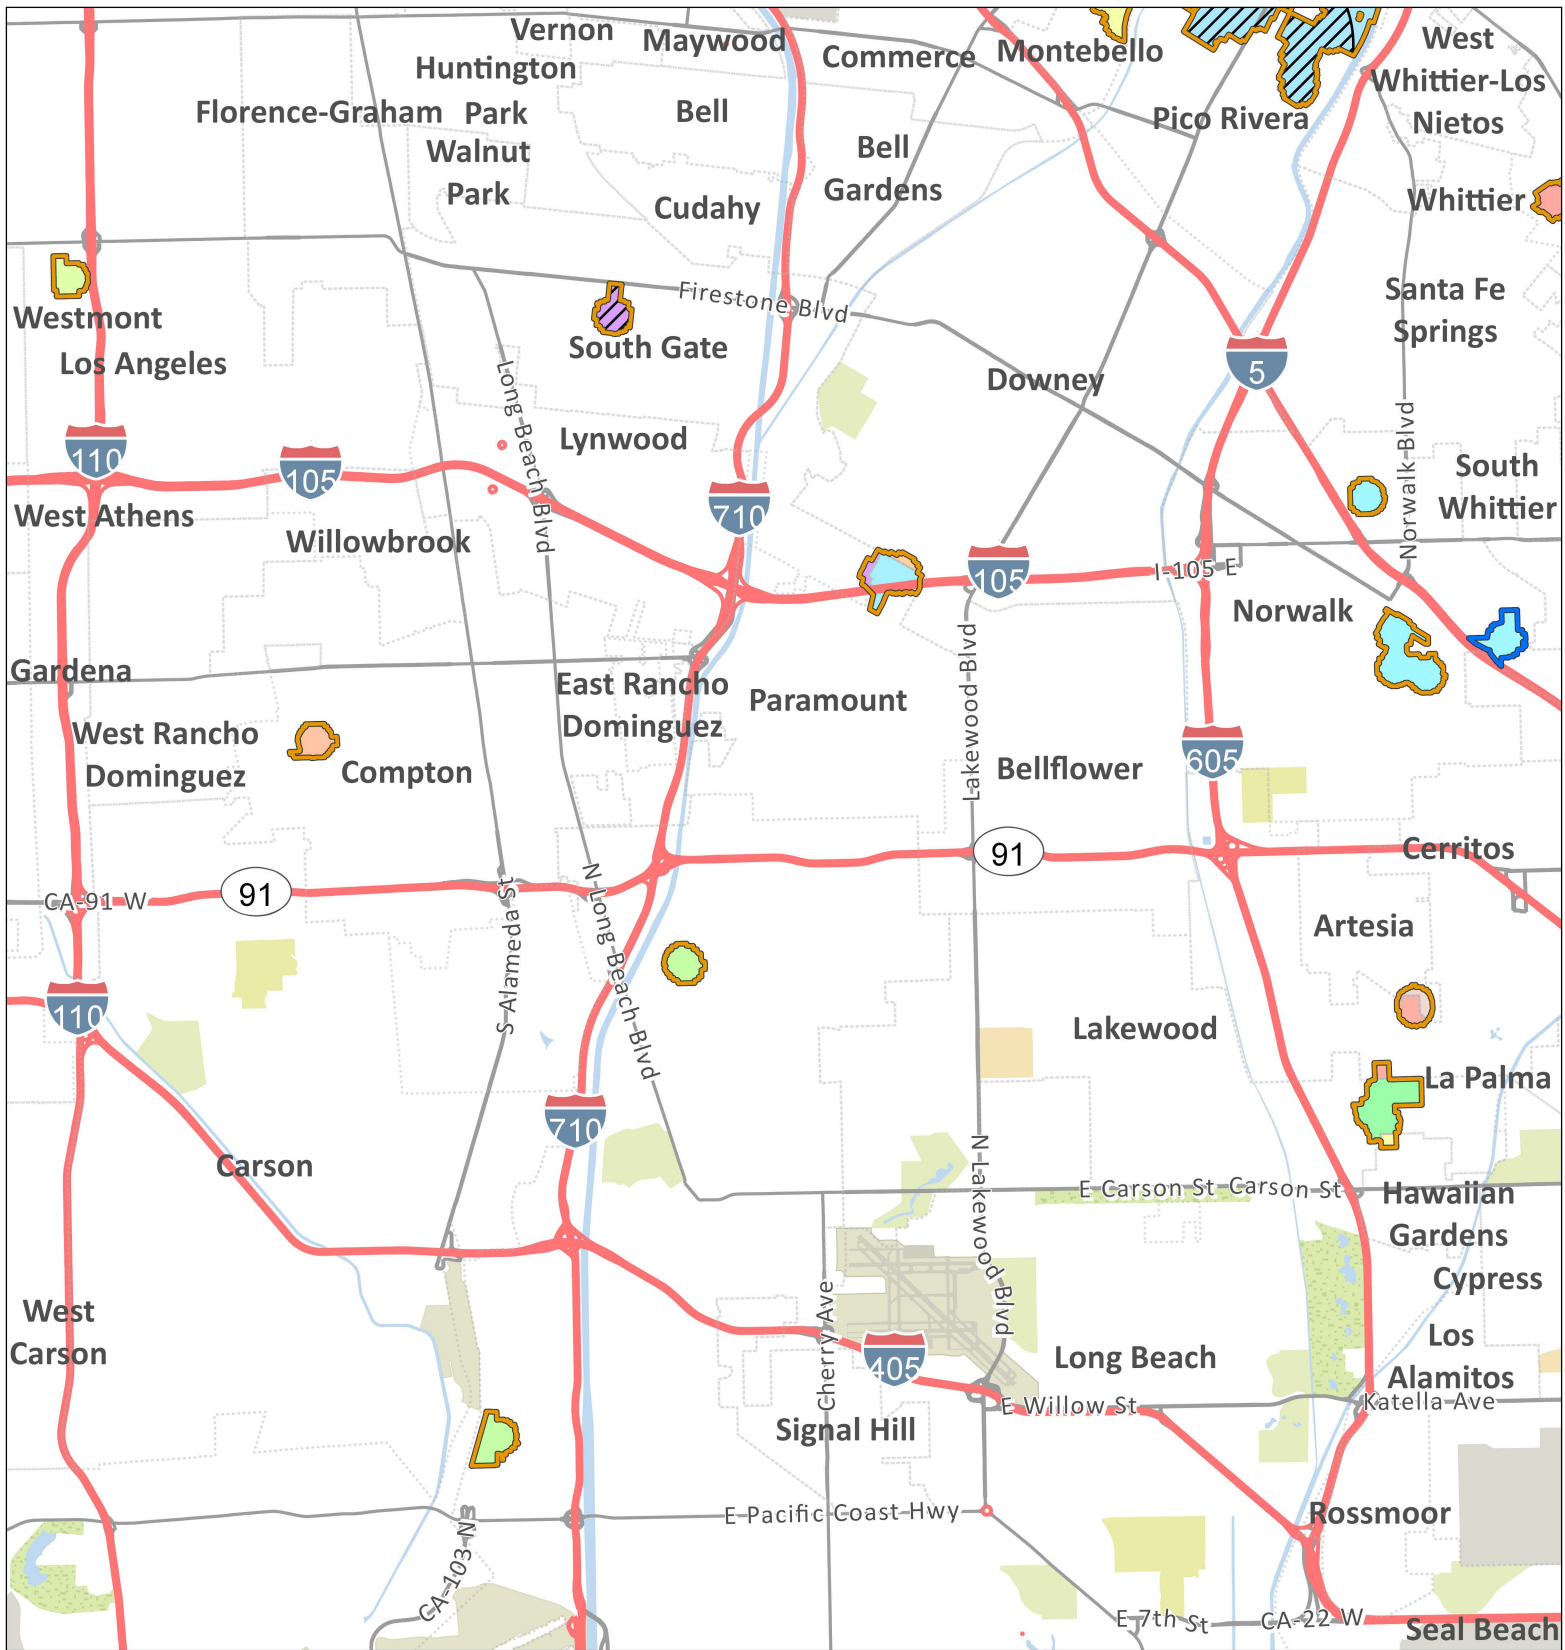 Vernon
Maywood
Commerce
Montebello
West
Whittier-Los
Nietos
Huntington
Park
Florence-Graham
Bell
Pico Rivera
Walnut
Park
Bell
Gardens
Cudahy
Whittier
Firestone Blvd
Santa Fe
Springs
Westmont
Los Angeles
South Gate
5
Downey
Long Beach Blvd
Lynwood
Norwalk Blvd
110
105
South
Whittier
710
West Athens
Willowbrook
105
I-105 E
Norwalk
Gardena
East Rancho
Dominguez
Paramount
Lakewood Blvd
West Rancho
Dominguez
Compton
Bellflower
605
91
Cerritos
CA-91 W
91
S Alameda St
N Long Beach Blvd
Artesia
110
Lakewood
La Palma
710
Carson
N Lakewood Blvd
E Carson St
Carson St
Hawaiian
Gardens
Cypress
West
Carson
Cherry Ave
405
Long Beach
Los
Alamitos
E Willow St
Katella Ave
Signal Hill
E Pacific Coast Hwy
Rossmoor
CA-103 N
E 7th St
CA-22 W
Seal Beach